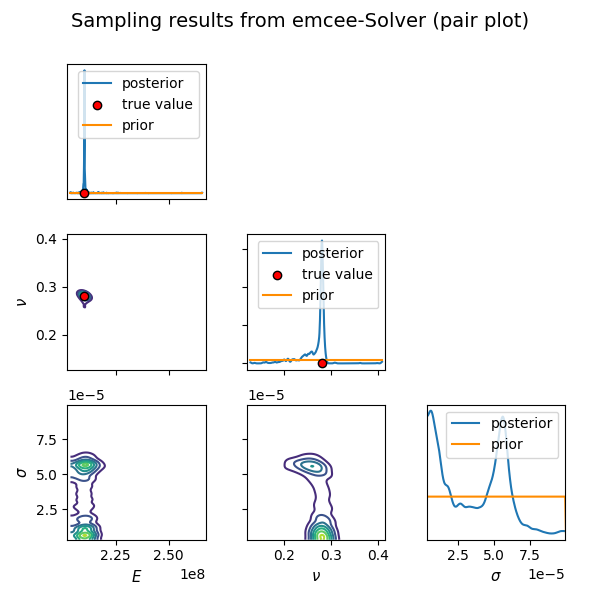 Sampling results from emcee-Solver (pair plot)
posterior
true value
prior
0.4
0.3
0.2
ν
posterior
true value
prior
1e−5
7.5
5.0
2.5
σ
2.25
2.50
1e8
E
1e−5
0.2
0.3
0.4
ν
posterior
prior
2.5
5.0
7.5
1e−5
σ